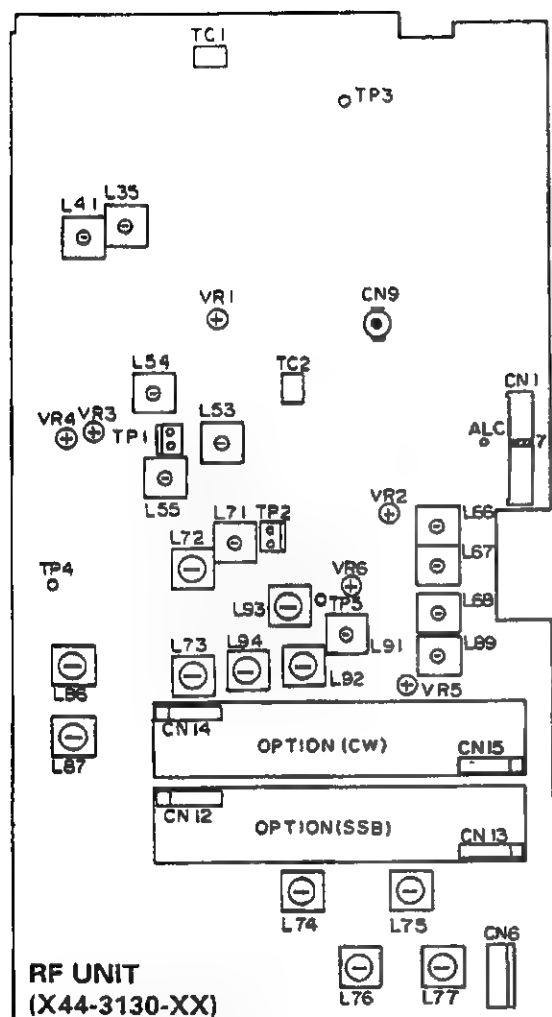 TC1
TP3
L35
L41
VR1
CN9
L54
TC2
CN1
L53
VR3
VR4
TP1
ALC
7
L55
VR2
L71
TP2
L66
L72
L67
TP4
VR6
L93
TP5
L68
L73
L94
L92
L91
L89
L86
VR5
L87
CN14
OPTION (CW)
CN15
CN12
OPTION(SSB)
CN13
L74
L75
CN6
L76
L77
RF UNIT
(X44-3130-XX)